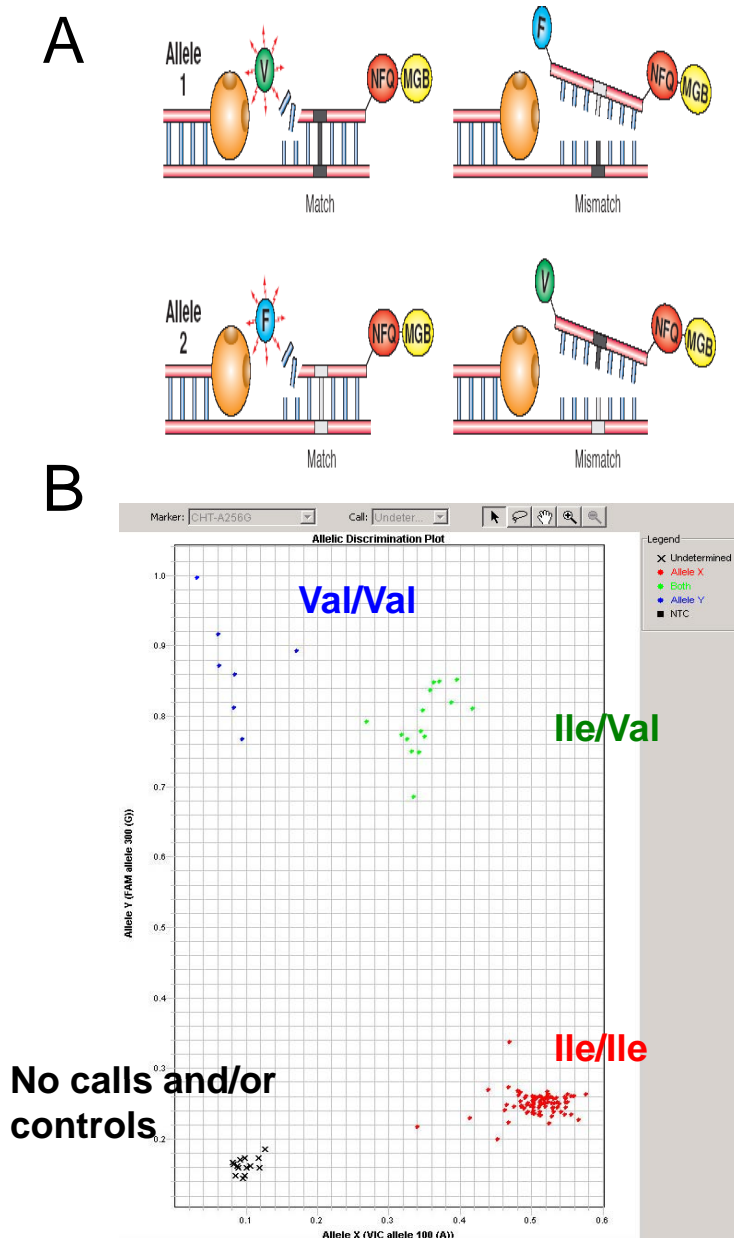 A
Allele
1
V
NFQ
MGB
Match
F
NFQ
MGB
Mismatch
Allele
2
F
NFQ
MGB
Match
V
NFQ
MGB
Mismatch
B
Marker: CHT-A256G
Call: Undeter...
Allelic Discrimination Plot
Legend
Undetermined
Allele X
Both
Allele Y
NTC
Val/Val
Ile/Val
Ile/Ile
No calls and/or
controls
Allele Y (FAM allele 300 (G))
1.0
0.9
0.8
0.7
0.6
0.5
0.4
0.3
0.2
0.1 0.2 0.3 0.4 0.5 0.6
Allele X (VIC allele 100 (A))